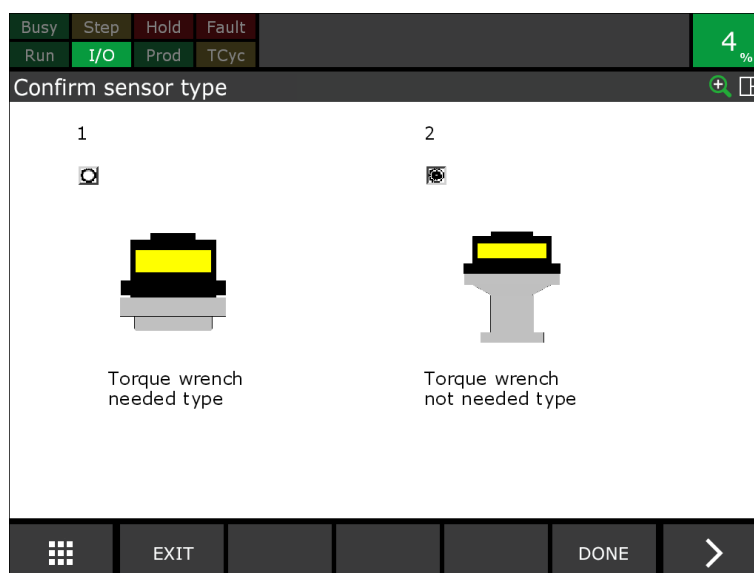 Busy Step Hold Fault
Run I/O Prod TCyc
4 %
Confirm sensor type
1 2
Torque wrench Torque wrench
needed type not needed type
EXIT DONE